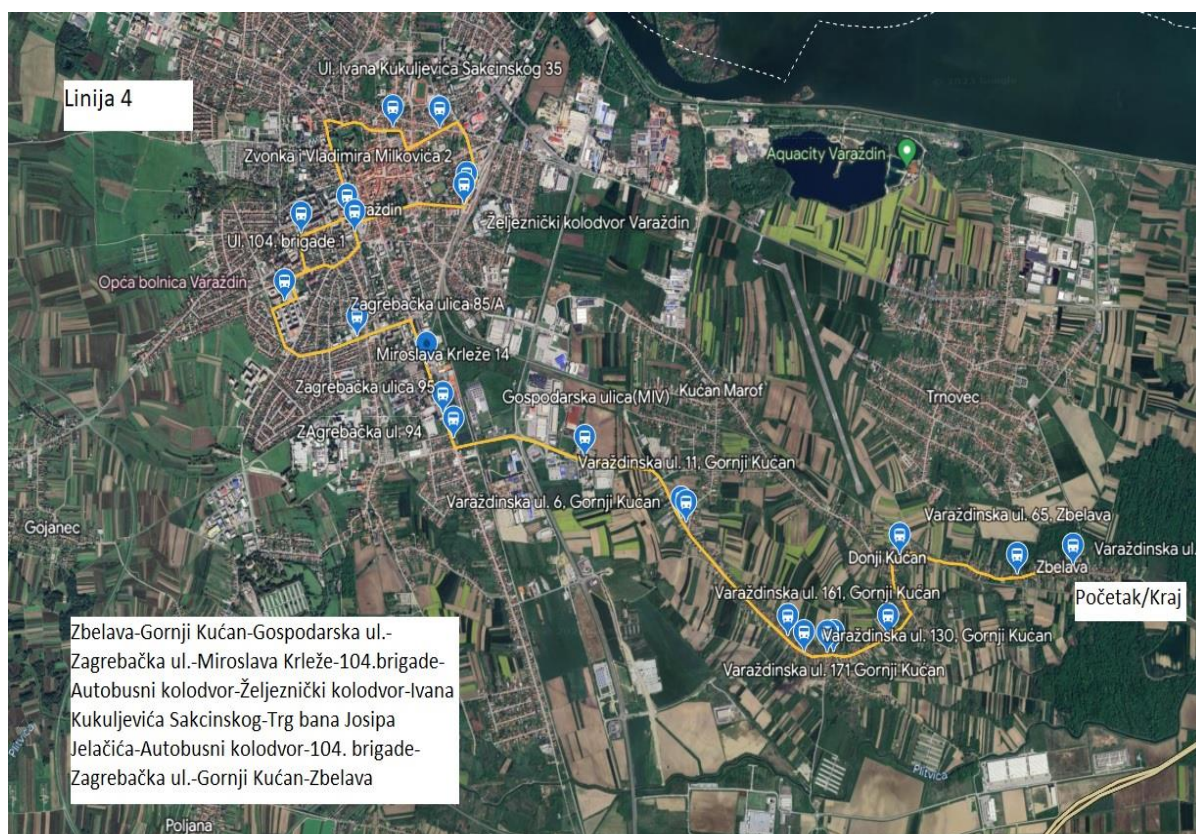 Linija 4
Ul. Ivana Kukuljevića Sakcinskog 35
Zvonka i Vladimira Milkovića 2
Aquacity Varaždin
Željeznički kolodvor Varaždin
Ul. 104. brigade 1
Opća bolnica Varaždin
Zagrebačka ulica 85/A
Miroslava Krleže 14
Zagrebačka ulica 95
Gospodarska ulica(MIV)
Kućan Marof
Trnovec
ZAgrebačka ul. 94
Varaždinska ul. 11, Gornji Kućan
Varaždinska ul. 6, Gornji Kućan
Gojanec
Varaždinska ul. 65, Zbelava
Donji Kućan
Varaždinska ul.
Zbelava
Početak/Kraj
Varaždinska ul. 161, Gornji Kućan
Varaždinska ul. 130, Gornji Kućan
Varaždinska ul. 171 Gornji Kućan
Zbelava-Gornji Kućan-Gospodarska ul.-
Zagrebačka ul.-Miroslava Krleže-104.brigade-
Autobusni kolodvor-Željeznički kolodvor-Ivana
Kukuljevića Sakcinskog-Trg bana Josipa
Jelačića-Autobusni kolodvor-104. brigade-
Zagrebačka ul.-Gornji Kućan-Zbelava
Plitvica
Plitvica
Poljana